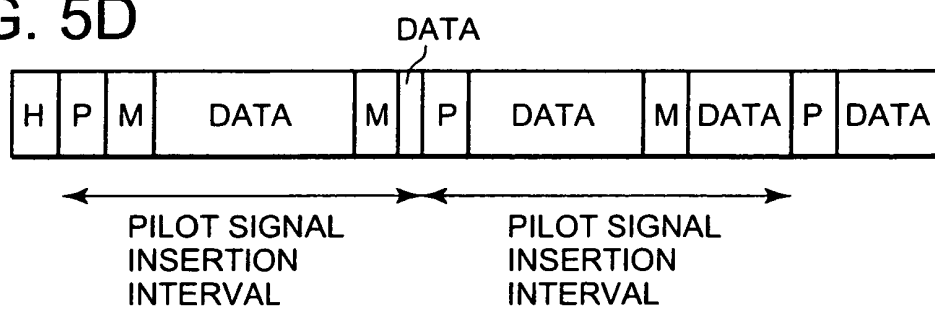 G. 5D
DATA
H P M DATA M P DATA M DATA P DATA
PILOT SIGNAL PILOT SIGNAL
INSERTION INSERTION
INTERVAL INTERVAL